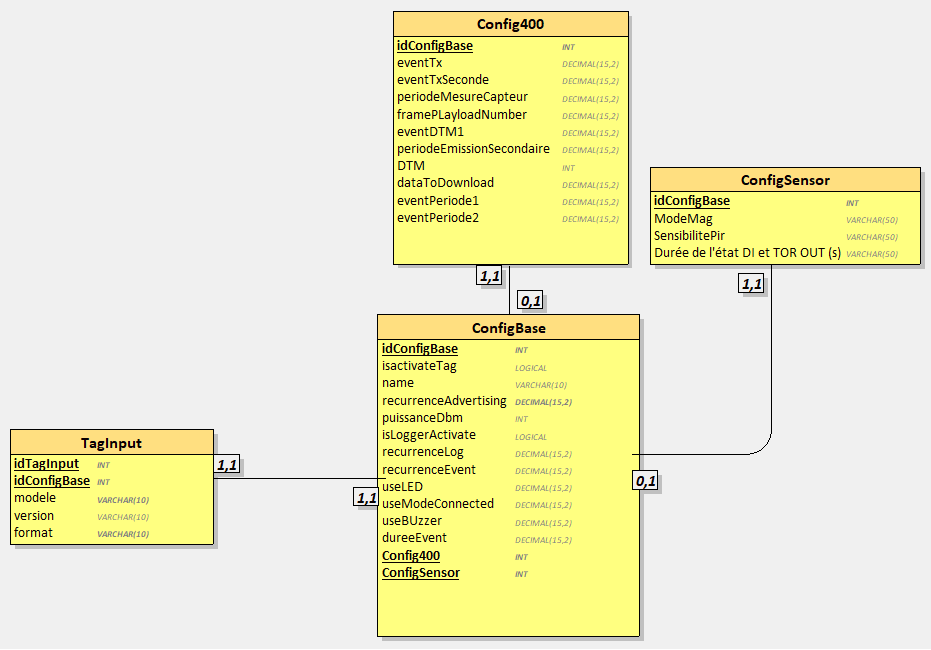 Config400
idConfigBase INT
eventTx DECIMAL(15,2)
eventTxSeconde DECIMAL(15,2)
periodeMesureCapteur DECIMAL(15,2)
framePLayloadNumber DECIMAL(15,2)
eventDTM1 DECIMAL(15,2)
periodeEmissionSecondaire DECIMAL(15,2)
DTM INT
dataToDownload DECIMAL(15,2)
eventPeriode1 DECIMAL(15,2)
eventPeriode2 DECIMAL(15,2)
ConfigSensor
idConfigBase INT
ModeMag VARCHAR(50)
SensibilitePir VARCHAR(50)
Durée de l'état DI et TOR OUT (s) VARCHAR(50)
1,1
1,1
0,1
ConfigBase
idConfigBase INT
isactivateTag LOGICAL
name VARCHAR(10)
recurrenceAdvertising DECIMAL(15,2)
puissanceDbm INT
isLoggerActivate LOGICAL
recurrenceLog DECIMAL(15,2)
recurrenceEvent DECIMAL(15,2)
useLED DECIMAL(15,2)
useModeConnected DECIMAL(15,2)
useBUzzer DECIMAL(15,2)
dureeEvent DECIMAL(15,2)
Config400 INT
ConfigSensor INT
TagInput
idTagInput INT
idConfigBase INT
modele VARCHAR(10)
version VARCHAR(10)
format VARCHAR(10)
1,1
1,1
0,1